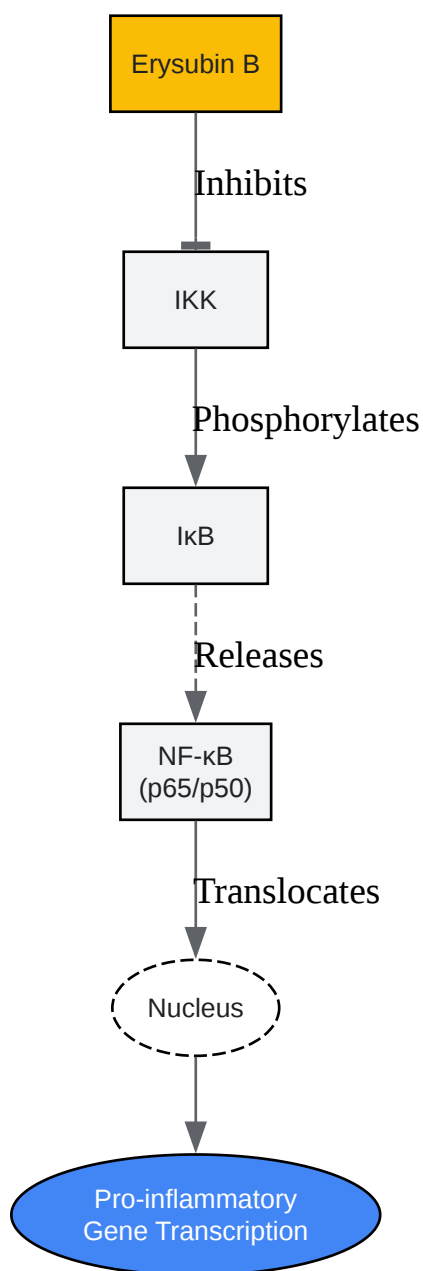 Erysubin B
Inhibits
IKK
Phosphorylates
IκB
Releases
NF-κB
(p65/p50)
Translocates
Nucleus
Pro-inflammatory
Gene Transcription